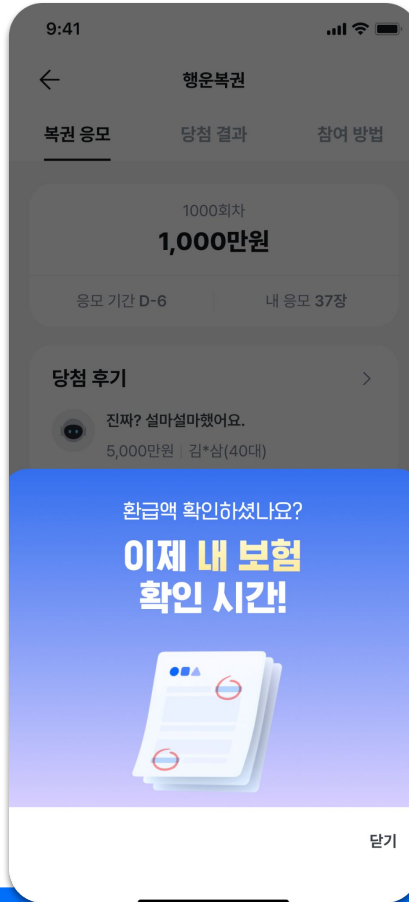 9:41
행운복권
복권 응모 당첨 결과 참여 방법
1000회차
1,000만원
응모 기간 D-6 내 응모 37장
당첨 후기
진짜? 설마설마했어요.
5,000만원 김*삼(40대)
환급액 확인하셨나요?
이제 내 보험
확인 시간!
닫기